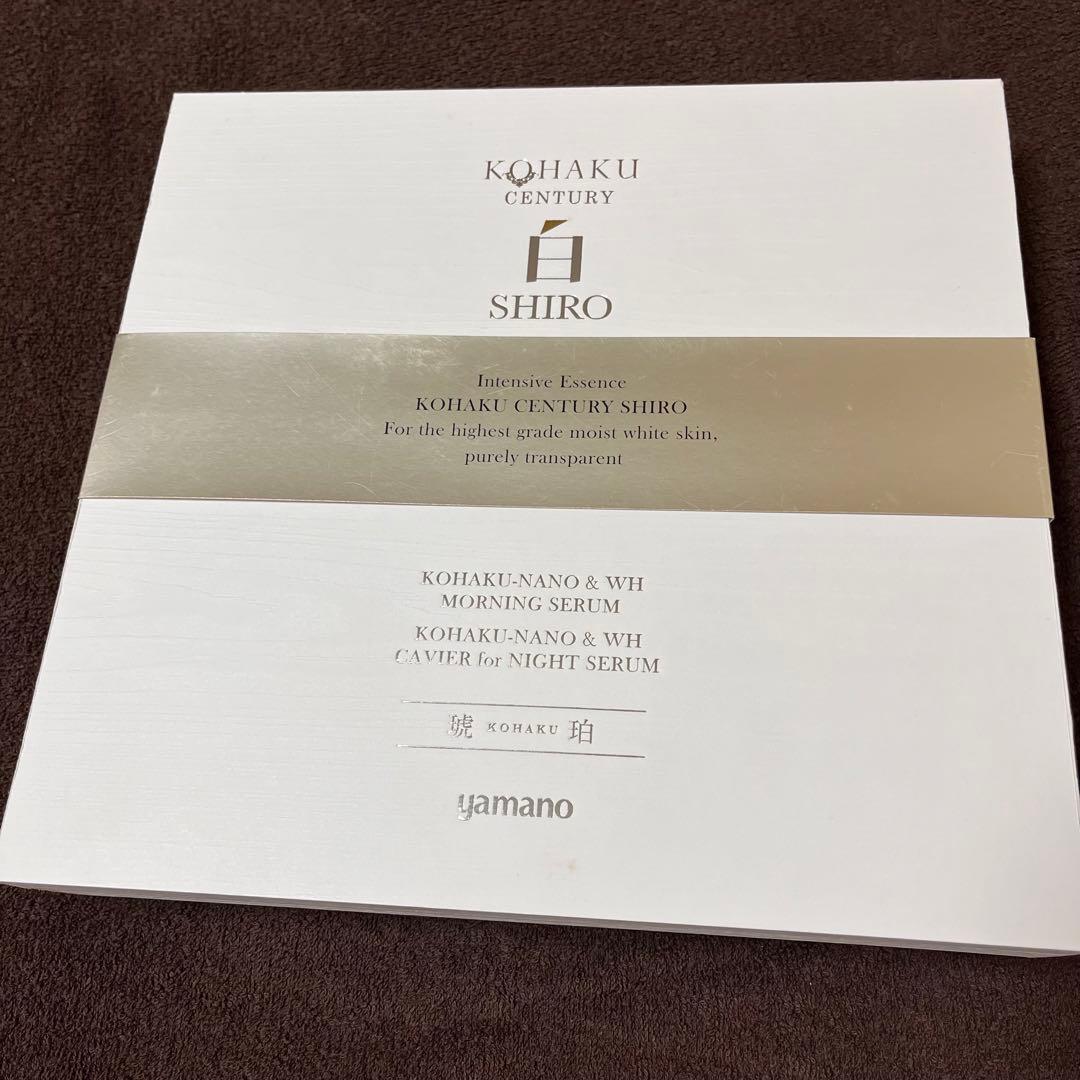 KOHAKU
CENTURY
白
SHIRO
Intensive Essence
KOHAKU CENTURY SHIRO
For the highest grade moist white skin,
purely transparent
KOHAKU-NANO & WH
MORNING SERUM
KOHAKU-NANO & WH
CAVIER for NIGHT SERUM
琥 KOHAKU 珀
yamano